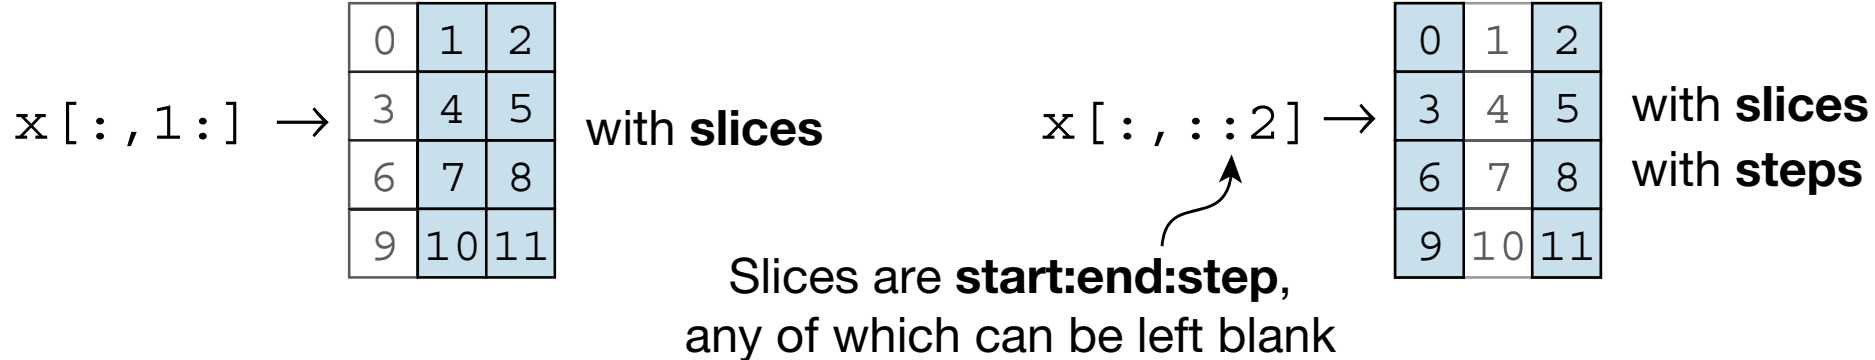 x[:,1:] →
0 1 2
3 4 5
6 7 8
9 10 11
with slices
x[:,::2] →
0 1 2
3 4 5
6 7 8
9 10 11
with slices
with steps
Slices are start:end:step,
any of which can be left blank